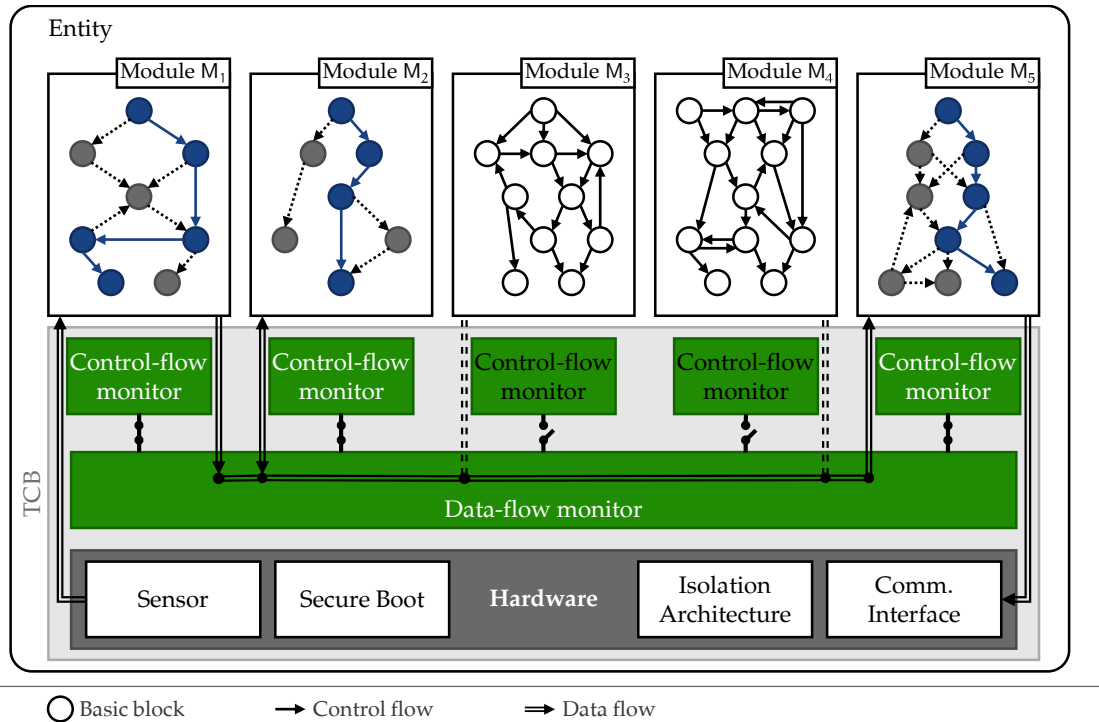 Entity
Module M₁
Module M₂
Module M₃
Module M₄
Module M₅
Control-flow
monitor
Control-flow
monitor
Control-flow
monitor
Control-flow
monitor
Control-flow
monitor
TCB
Data-flow monitor
Sensor
Secure Boot
Hardware
Isolation
Architecture
Comm.
Interface
Basic block
Control flow
Data flow